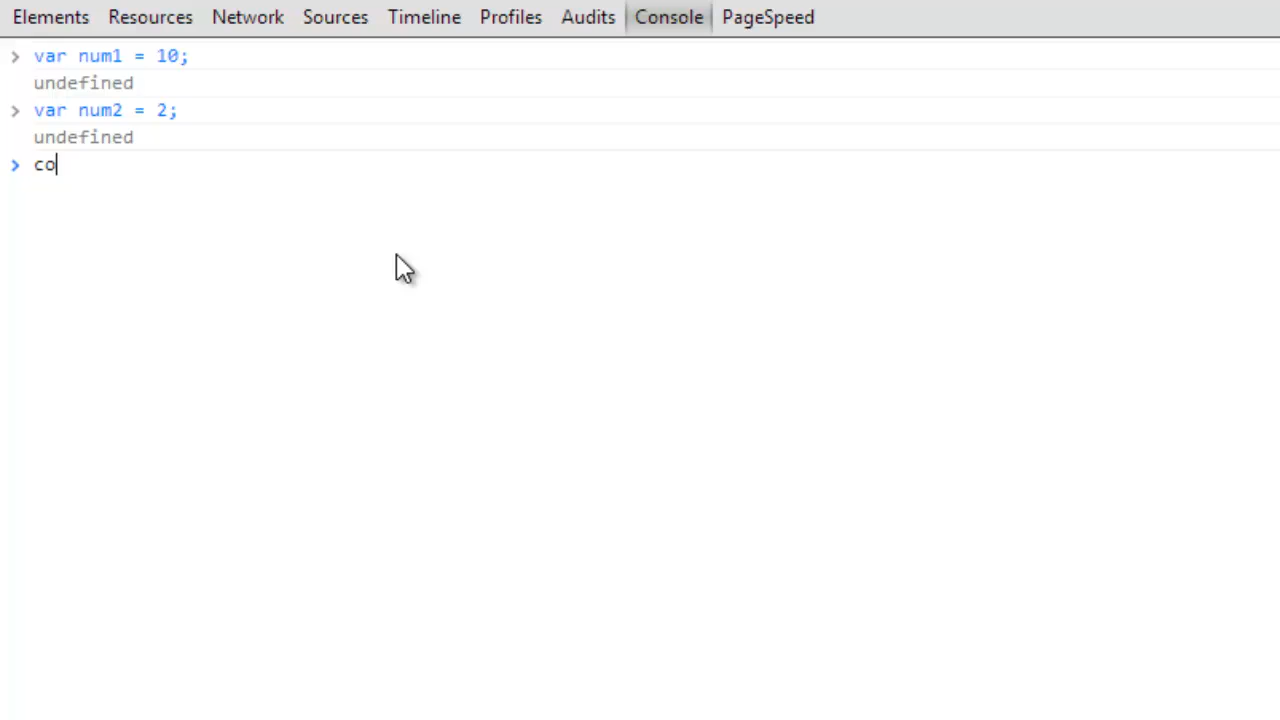 Elements Resources Network Sources Timeline Profiles Audits Console PageSpeed
> var num1 = 10;
undefined
> var num2 = 2;
undefined
> co